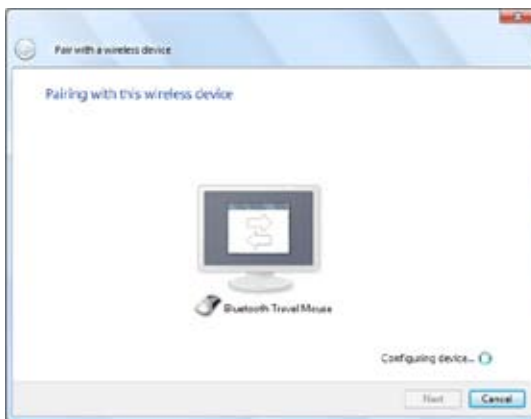 Pair with a wireless device
Pairing with this wireless device
Bluetooth Travel Mouse
Configuring device...
Next Cancel